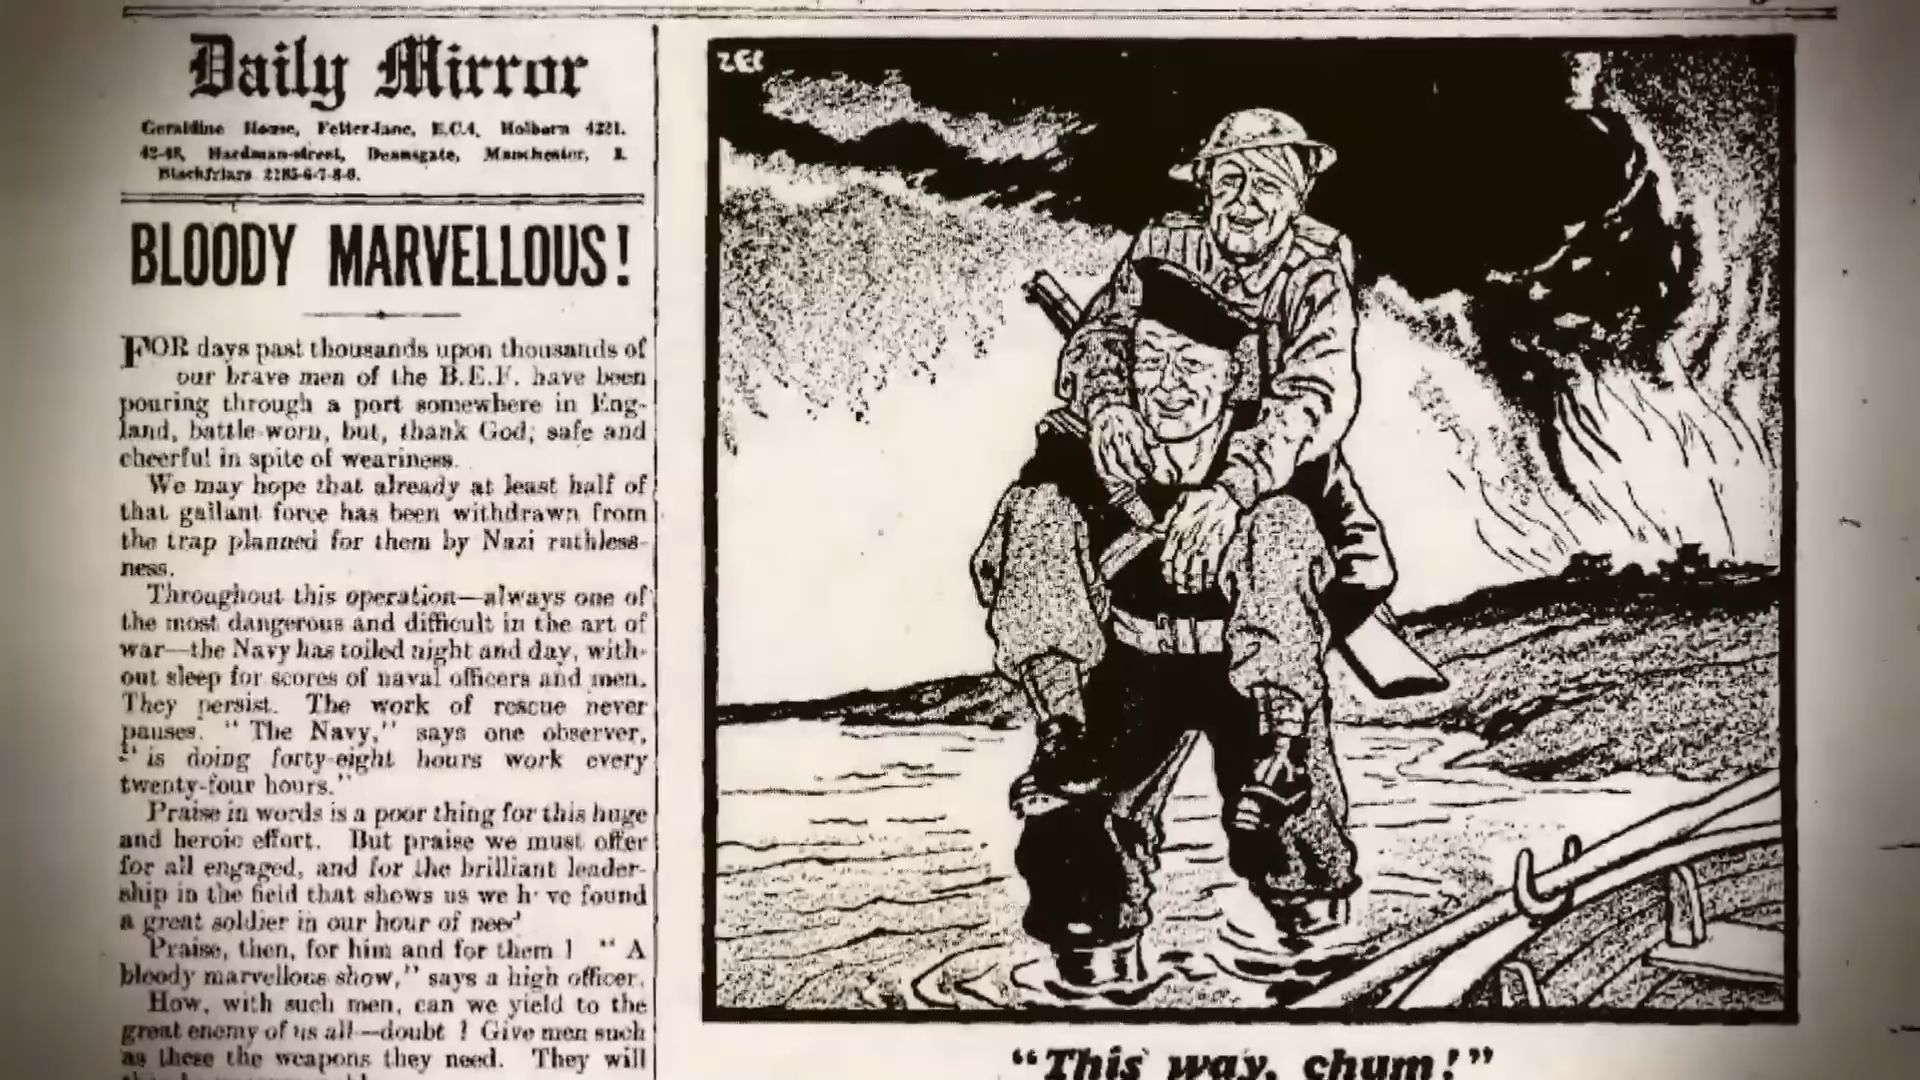 Daily Mirror
Geraldine House, Fetter-lane, E.C.4, Holborn 4321.
42-48, Hardman-street, Deansgate, Manchester, 3.
Blackfriars 2185-6-7-8-9.
BLOODY MARVELLOUS!
FOR days past thousands upon thousands of
our brave men of the B.E.F. have been
pouring through a port somewhere in Eng-
land, battle-worn, but, thank God, safe and
cheerful in spite of weariness.
We may hope that already at least half of
that gallant force has been withdrawn from
the trap planned for them by Nazi ruthless-
ness.
Throughout this operation—always one of
the most dangerous and difficult in the art of
war—the Navy has toiled night and day, with-
out sleep for scores of naval officers and men.
They persist. The work of rescue never
pauses. "The Navy," says one observer,
"is doing forty-eight hours work every
twenty-four hours."
Praise in words is a poor thing for this huge
and heroic effort. But praise we must offer
for all engaged, and for the brilliant leader-
ship in the field that shows us we h ve found
a great soldier in our hour of need
Praise, then, for him and for them! "A
bloody marvellous show," says a high officer.
How, with such men, can we yield to the
great enemy of us all—doubt? Give men such
as these the weapons they need. They will
ZEC
"This way, chum!"